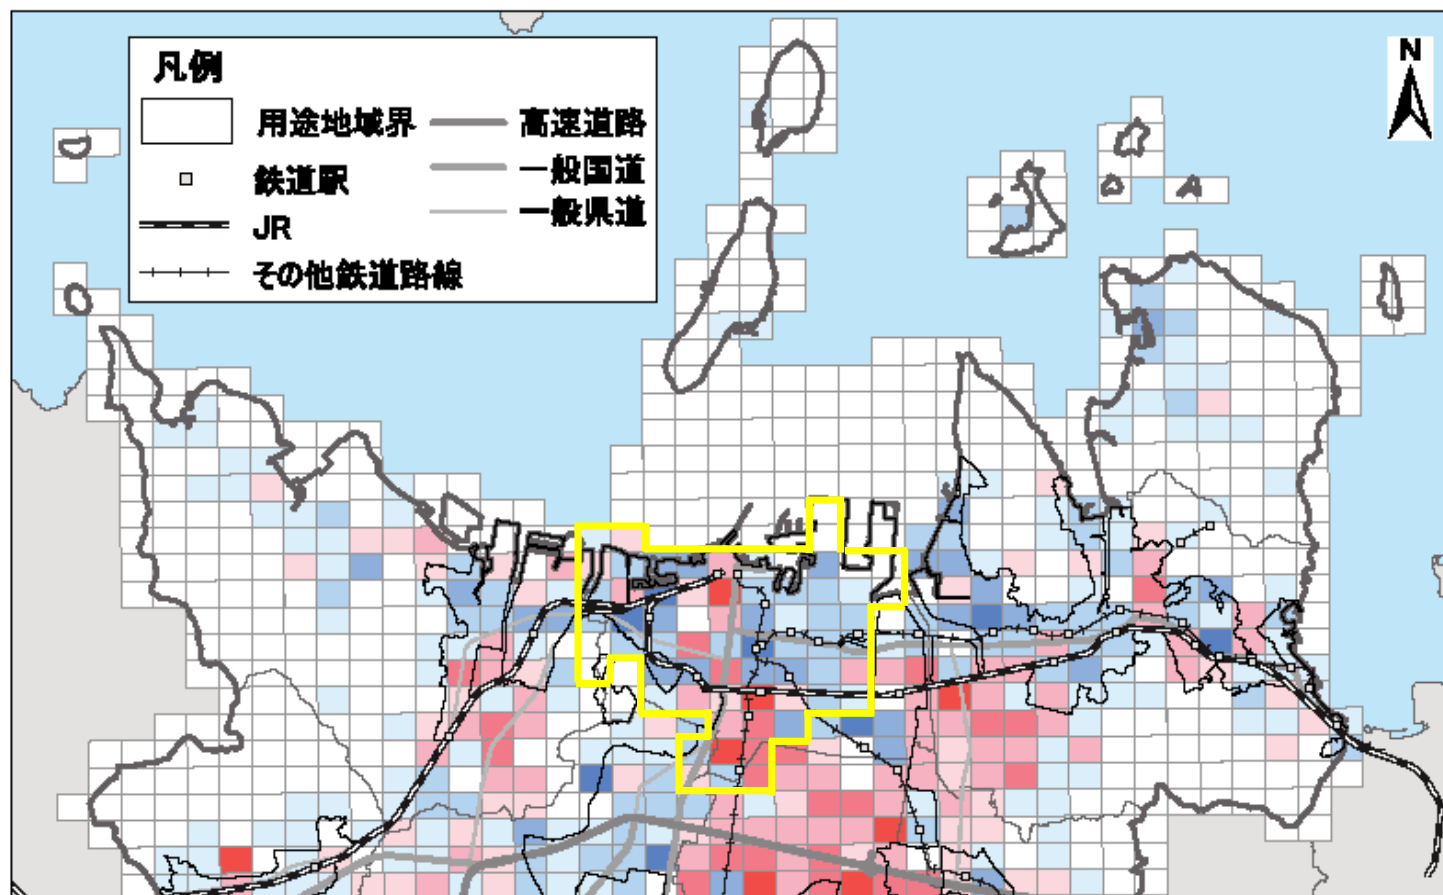 凡例
用途地域界
鉄道駅
JR
その他鉄道路線
高速道路
一般国道
一般県道
N